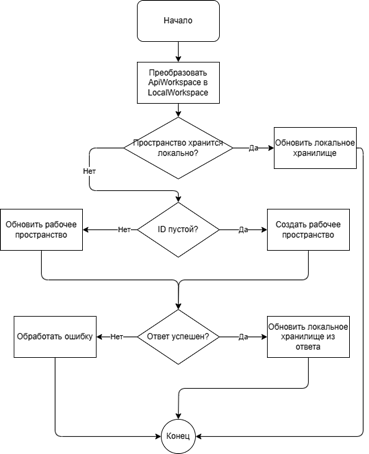 Начало
Преобразовать
ApiWorkspace в
LocalWorkspace
Пространство хранится
локально?
Да
Обновить локальное
хранилище
Нет
Обновить рабочее
пространство
Нет
ID пустой?
Да
Создать рабочее
пространство
Обработать ошибку
Нет
Ответ успешен?
Да
Обновить локальное
хранилище из
ответа
Конец